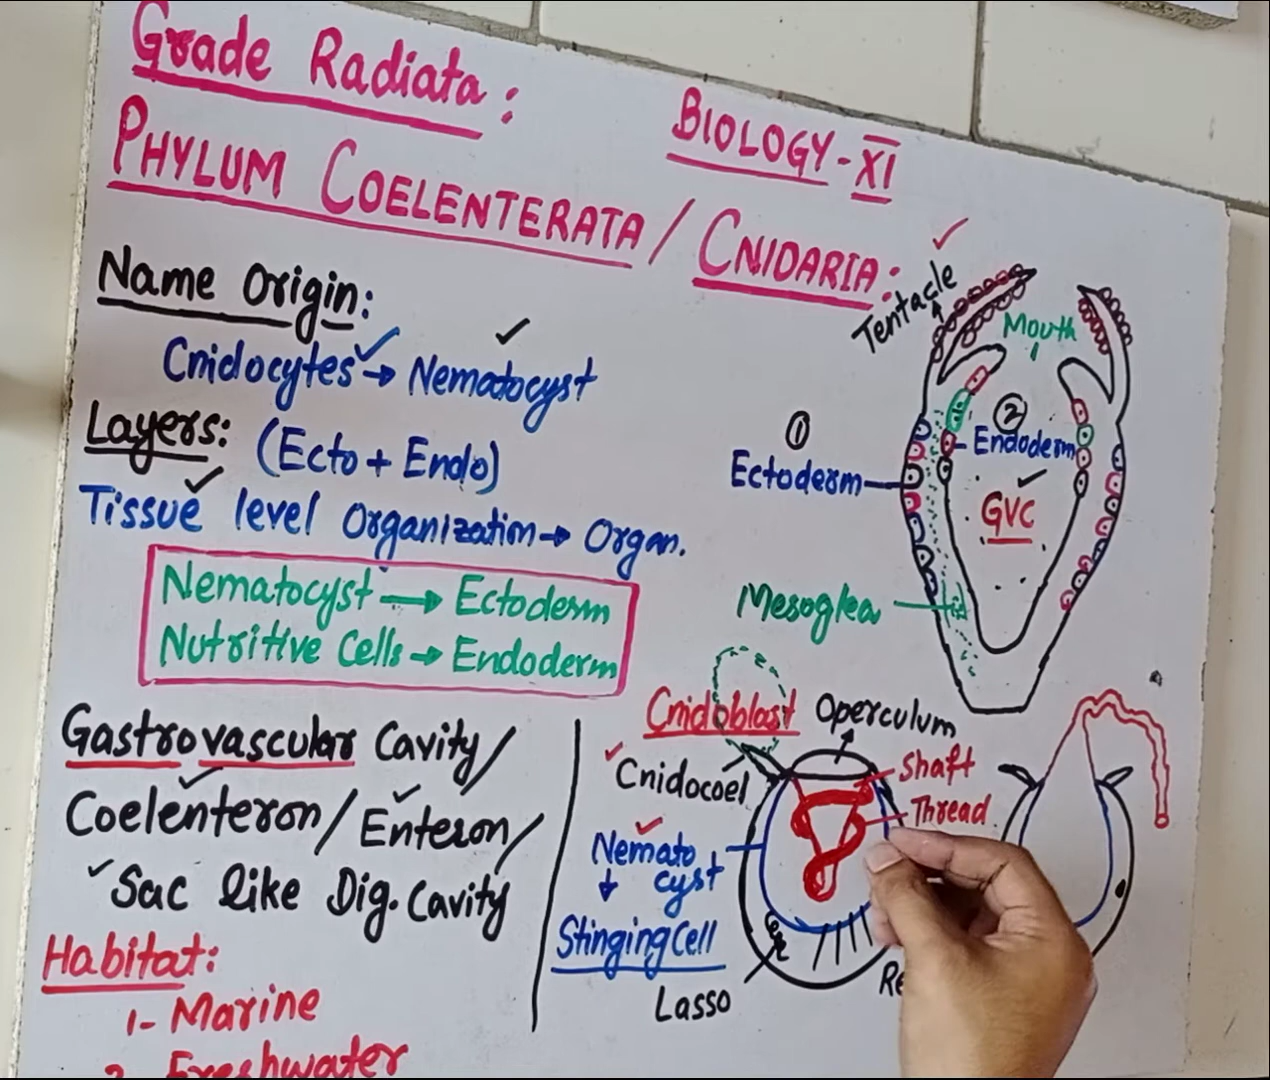 Grade Radiata:
BIOLOGY-XI
PHYLUM COELENTERATA / CNIDARIA:
Name Origin:
Cnidocytes → Nematocyst
Layers: (Ecto + Endo)
Tissue level Organization → Organ.
Nematocyst → Ectoderm
Nutritive Cells → Endoderm
Gastrovascular Cavity/
Coelenteron/ Enteron/
Sac like Dig. Cavity
Habitat:
1- Marine
2. Freshwater
Tentacle
Mouth
①
②
Ectoderm
Endoderm
GVC
Mesoglea
Cnidoblast
Operculum
Cnidocoel
Shaft
Thread
Nemato
cyst
↓
Stinging Cell
Lasso